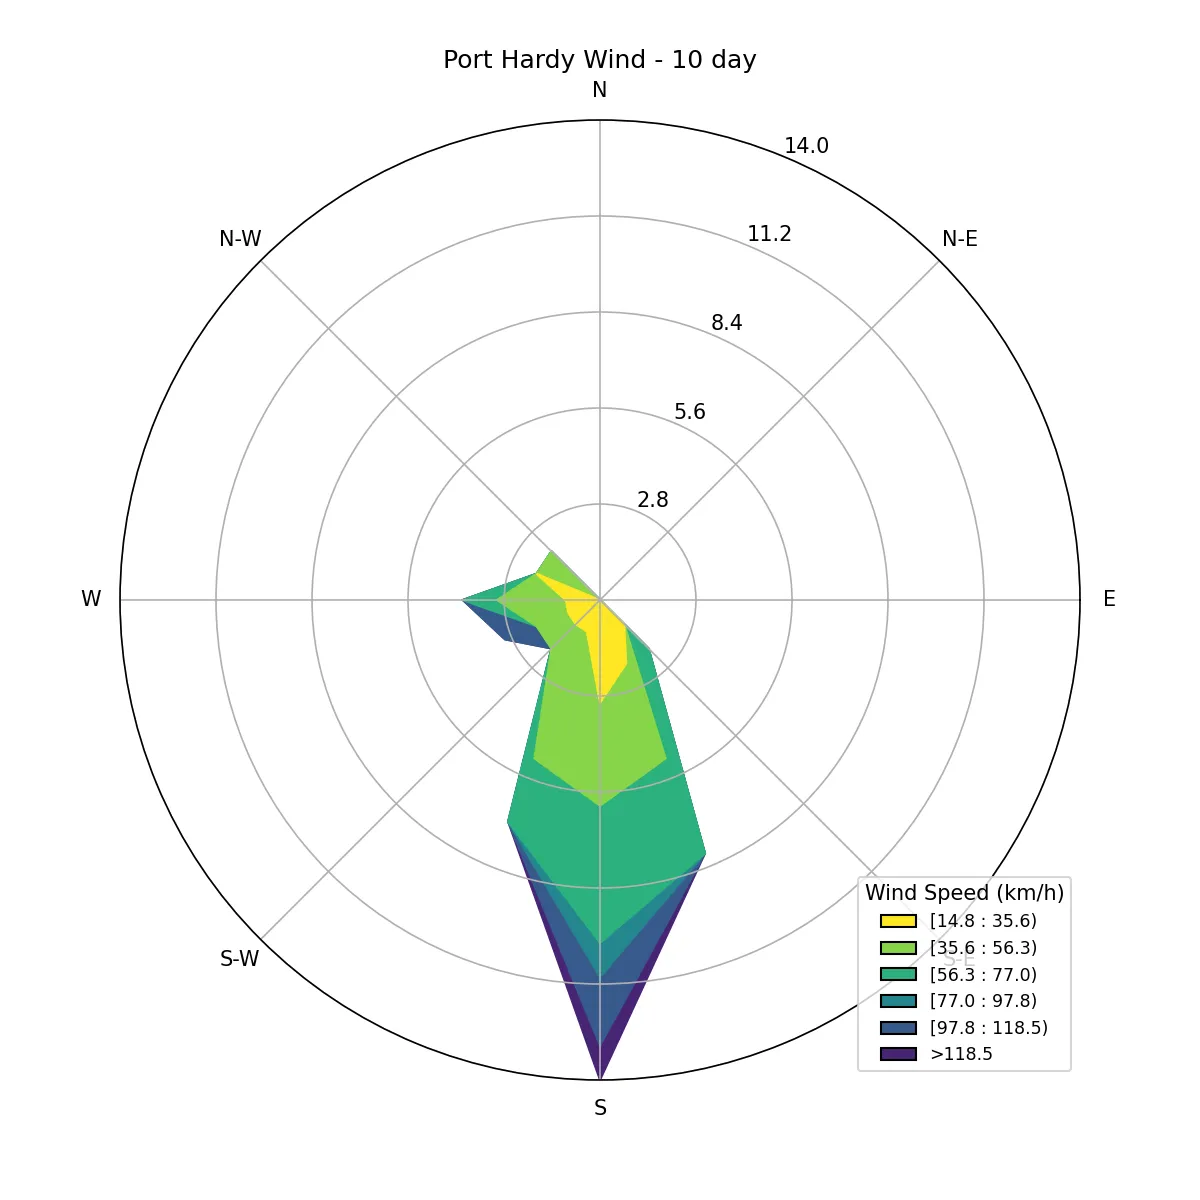 Port Hardy Wind - 10 day
N
14.0
N-W
11.2
N-E
8.4
5.6
2.8
W
E
Wind Speed (km/h)
[14.8 : 35.6)
[35.6 : 56.3)
S-W
S-E
[56.3 : 77.0)
[77.0 : 97.8)
[97.8 : 118.5)
>118.5
S